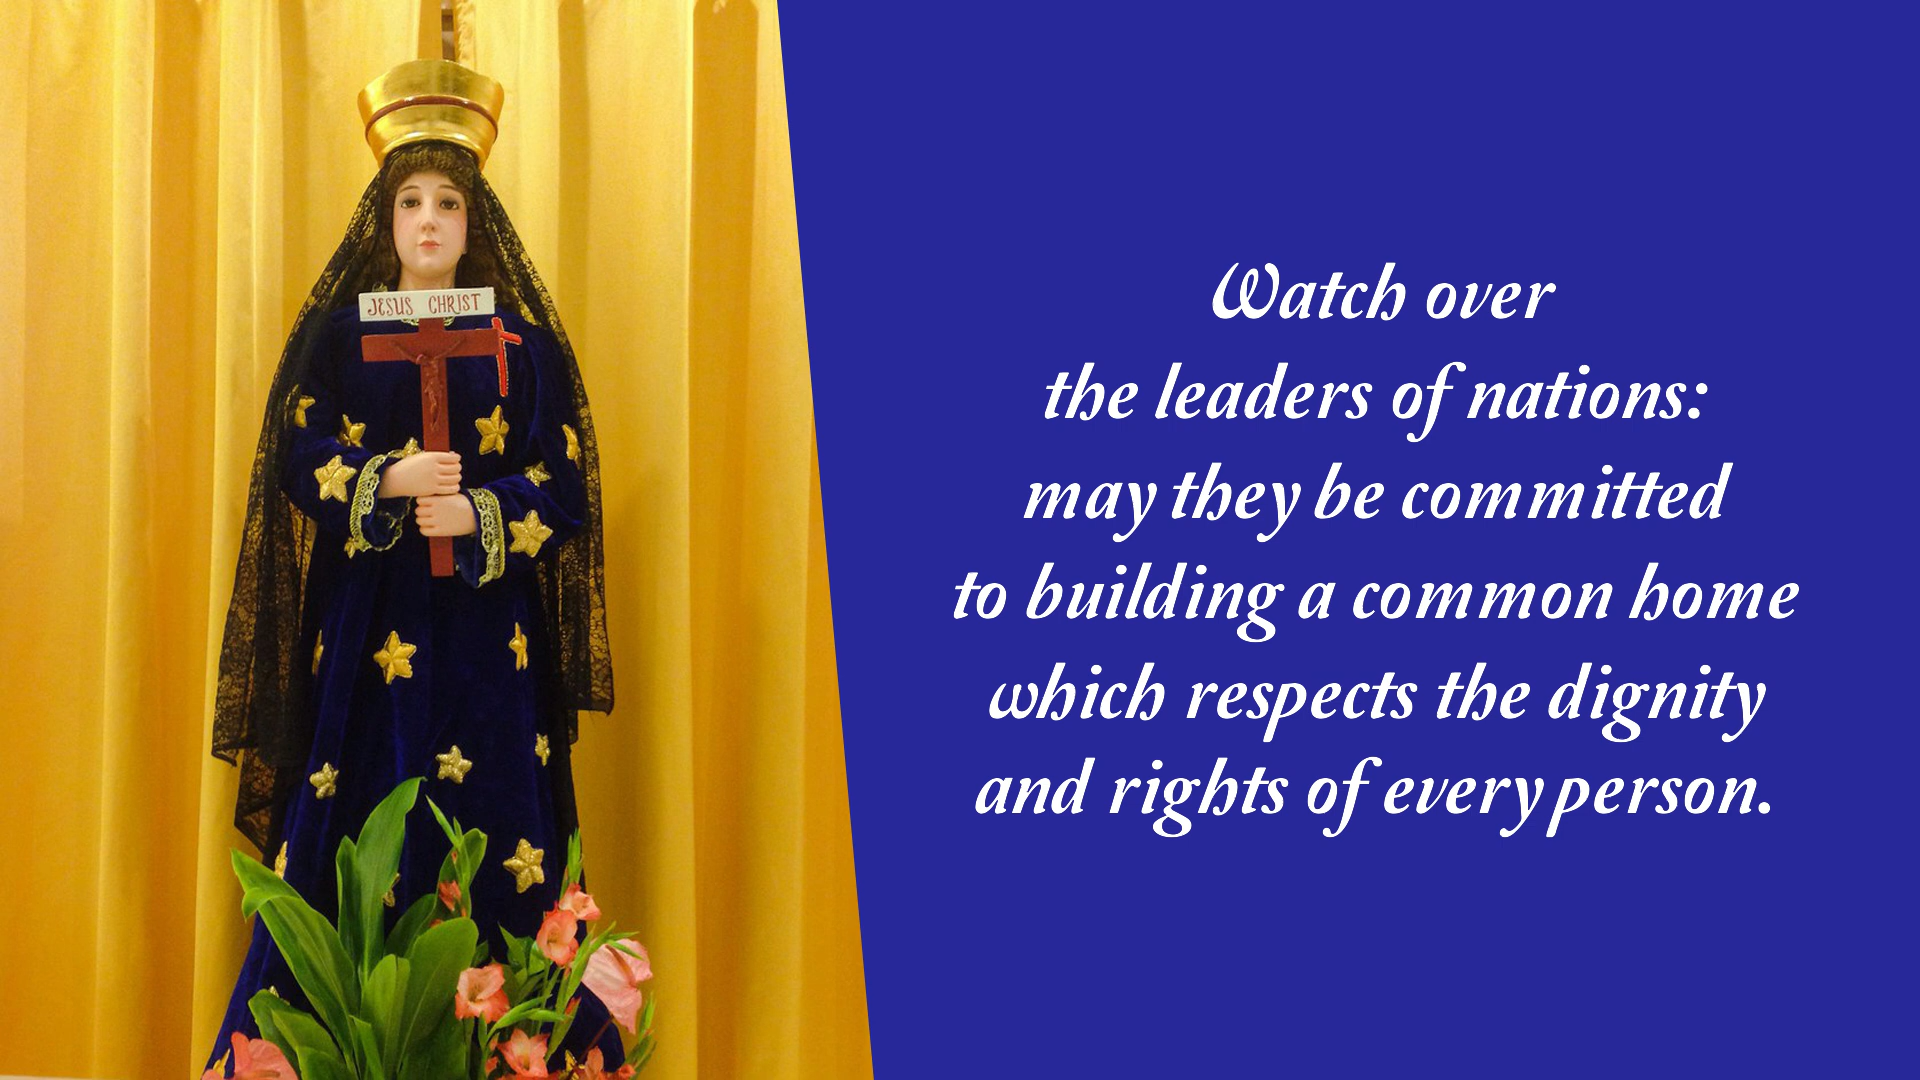 JESUS CHRIST
Watch over
the leaders of nations:
may they be committed
to building a common home
which respects the dignity
and rights of every person.